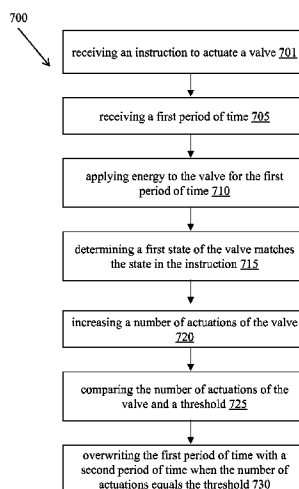 700
receiving an instruction to actuate a valve 701
receiving a first period of time 705
applying energy to the valve for the first
period of time 710
determining a first state of the valve matches
the state in the instruction 715
increasing a number of actuations of the valve
720
comparing the number of actuations of the
valve and a threshold 725
overwriting the first period of time with a
second period of time when the number of
actuations equals the threshold 730